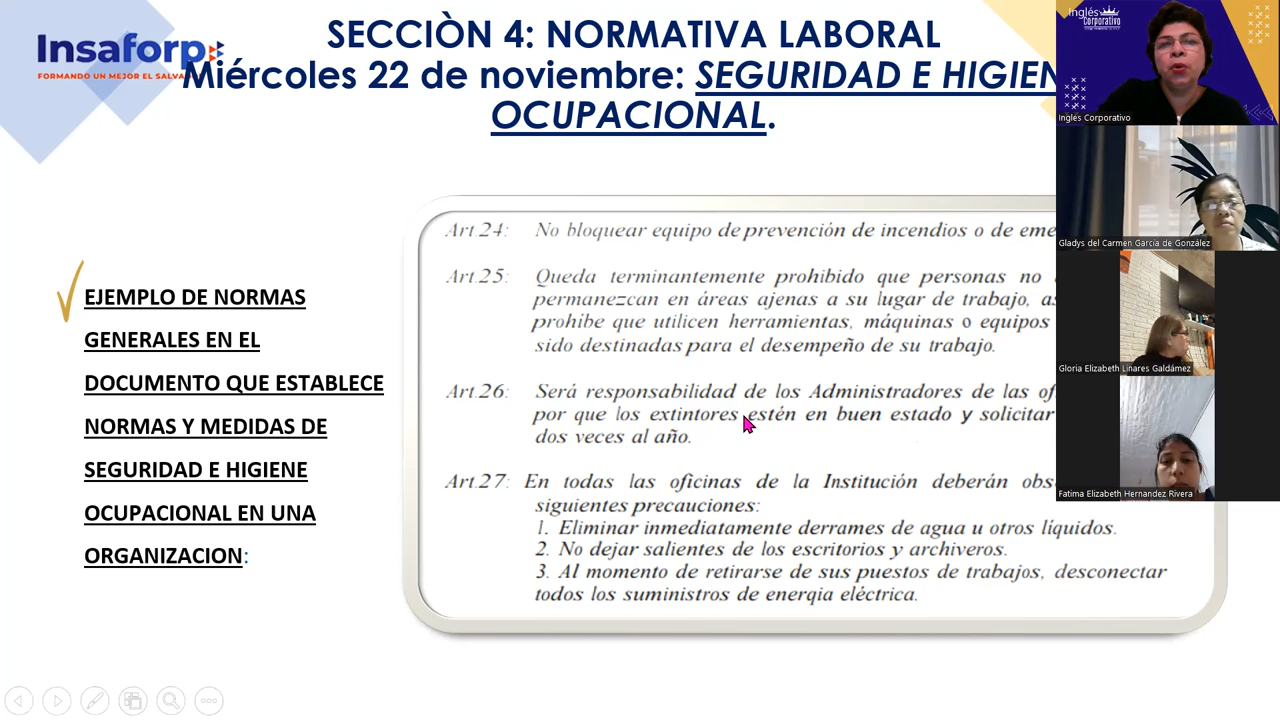 Insaforp
FORMANDO UN MEJOR EL SALVA
SECCIÒN 4: NORMATIVA LABORAL
Miércoles 22 de noviembre: SEGURIDAD E HIGIEN
OCUPACIONAL.
EJEMPLO DE NORMAS
GENERALES EN EL
DOCUMENTO QUE ESTABLECE
NORMAS Y MEDIDAS DE
SEGURIDAD E HIGIENE
OCUPACIONAL EN UNA
ORGANIZACION:
Art.24: No bloquear equipo de prevención de incendios o de eme
Art.25: Queda terminantemente prohibido que personas no
permanezcan en áreas ajenas a su lugar de trabajo, as
prohibe que utilicen herramientas, máquinas o equipos
sido destinadas para el desempeño de su trabajo.
Art.26: Será responsabilidad de los Administradores de las of
por que los extintores estén en buen estado y solicitar
dos veces al año.
Art.27: En todas las oficinas de la Institución deberán obs
siguientes precauciones:
1. Eliminar inmediatamente derrames de agua u otros líquidos.
2. No dejar salientes de los escritorios y archiveros.
3. Al momento de retirarse de sus puestos de trabajos, desconectar
todos los suministros de energia eléctrica.
Inglés
Corporativo
Inglés Corporativo
Gladys del Carmen García de González
Gloria Elizabeth Linares Galdámez
Fatima Elizabeth Hernandez Rivera